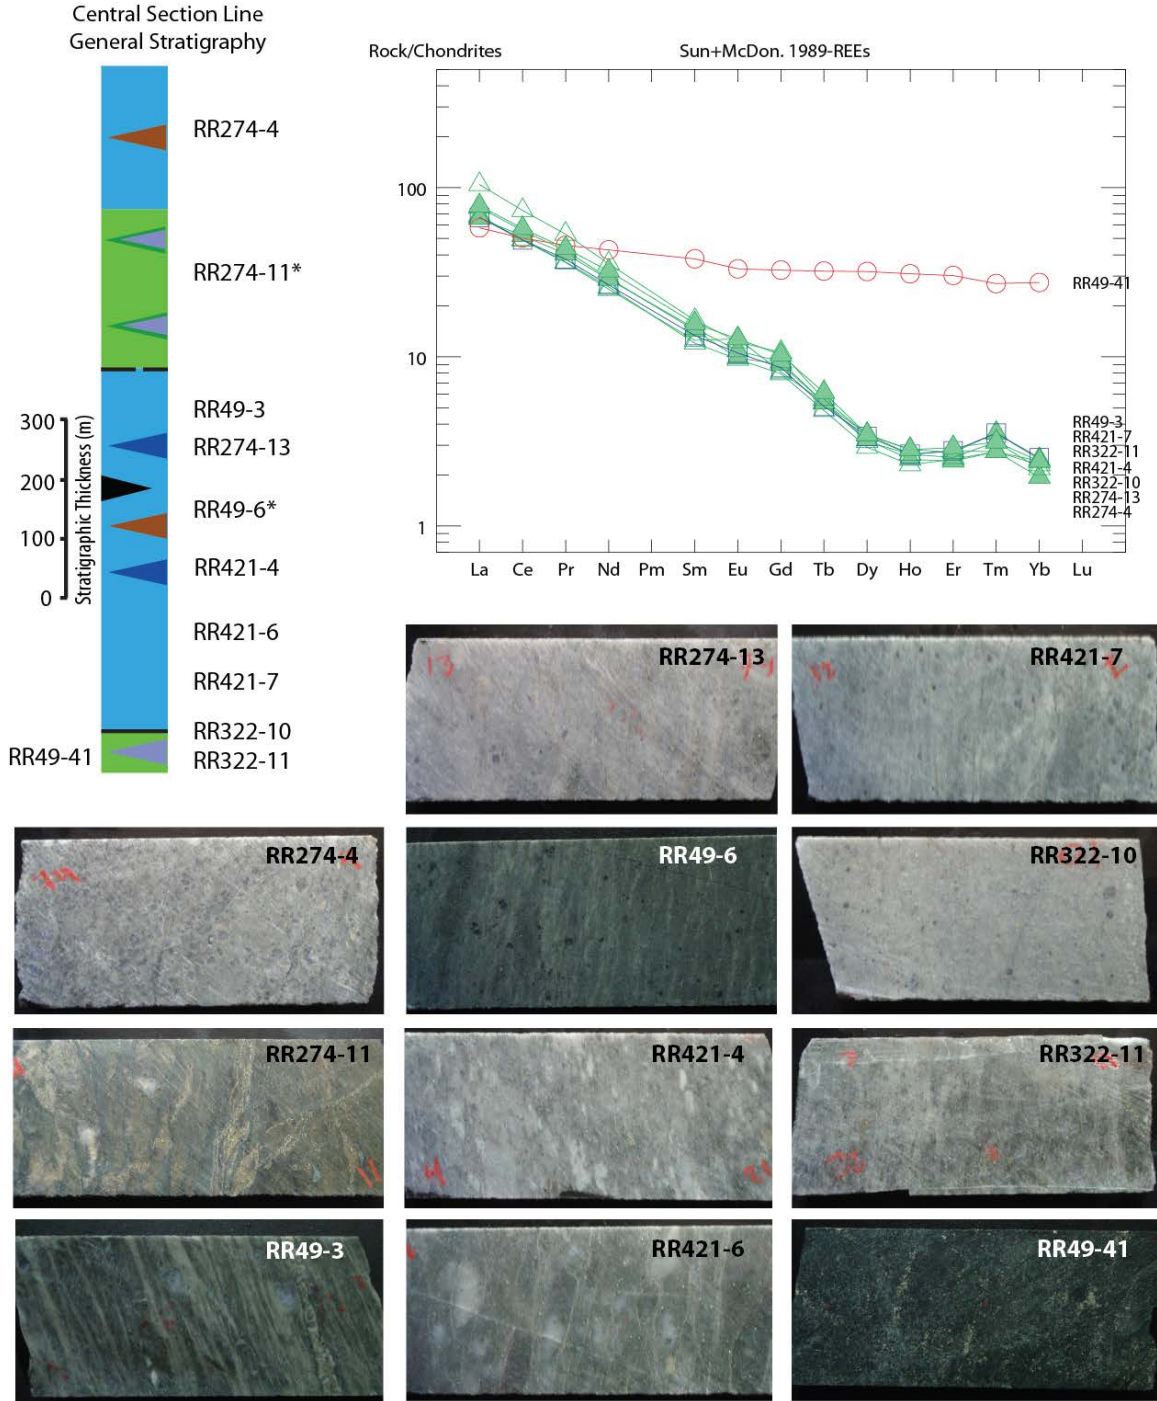 Central Section Line
General Stratigraphy
RR274-4
RR274-11*
RR49-3
RR274-13
RR49-6*
RR421-4
RR421-6
RR421-7
RR322-10
RR49-41
RR322-11
300
200
100
0
Stratigraphic Thickness (m)
Rock/Chondrites
Sun+McDon. 1989-REEs
100
10
1
RR49-41
RR49-3
RR421-7
RR322-11
RR421-4
RR322-10
RR274-13
RR274-4
La Ce Pr Nd Pm Sm Eu Gd Tb Dy Ho Er Tm Yb Lu
RR274-13
13
RR421-7
RR274-4
RR49-6
RR322-10
RR274-11
11
RR421-4
4
RR322-11
RR49-3
RR421-6
RR49-41